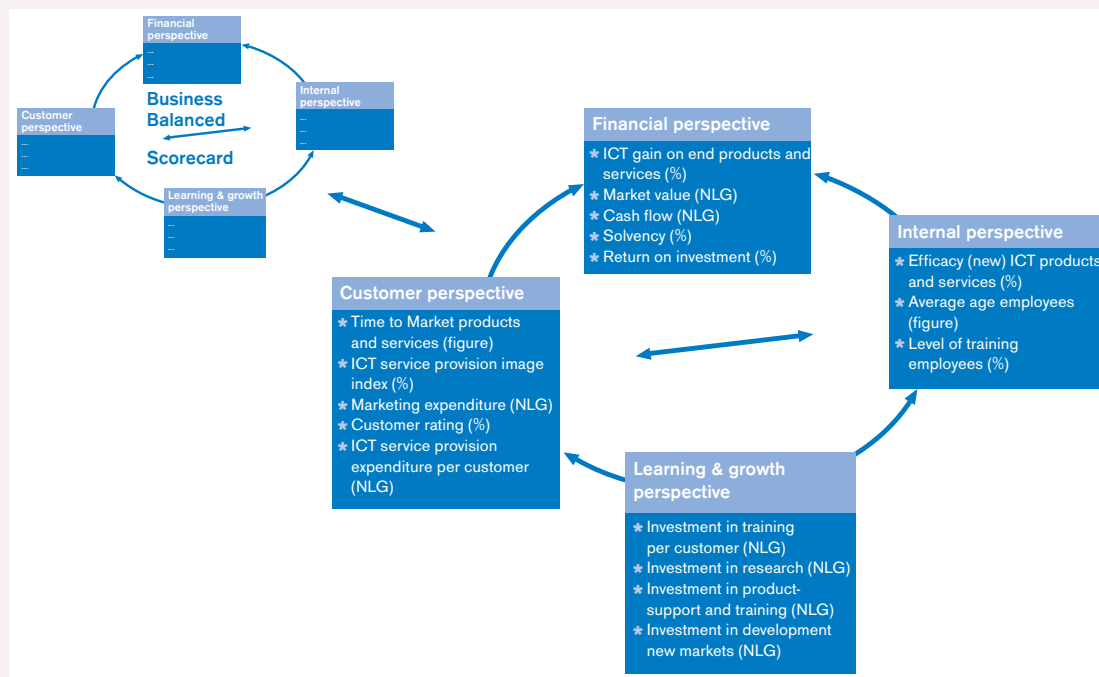 Financial
perspective
...
...
...
Business
Balanced
Scorecard
Internal
perspective
...
...
...
Customer
perspective
...
...
...
Learning & growth
perspective
...
...
...
Financial perspective
* ICT gain on end products and
services (%)
* Market value (NLG)
* Cash flow (NLG)
* Solvency (%)
* Return on investment (%)
Internal perspective
* Efficacy (new) ICT products
and services (%)
* Average age employees
(figure)
* Level of training
employees (%)
Customer perspective
* Time to Market products
and services (figure)
* ICT service provision image
index (%)
* Marketing expenditure (NLG)
* Customer rating (%)
* ICT service provision
expenditure per customer
(NLG)
Learning & growth
perspective
* Investment in training
per customer (NLG)
* Investment in research (NLG)
* Investment in product-
support and training (NLG)
* Investment in development
new markets (NLG)